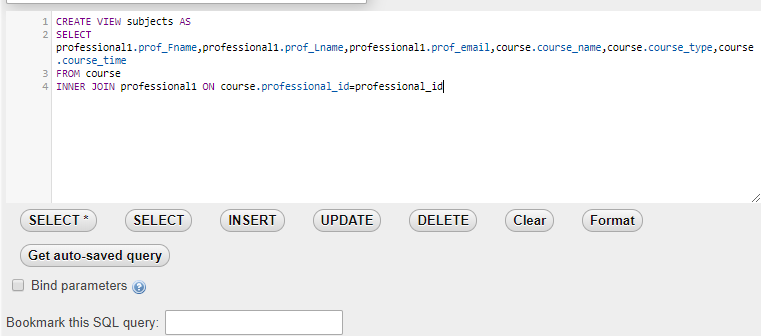 1 CREATE VIEW subjects AS
2 SELECT
professional1.prof_Fname,professional1.prof_Lname,professional1.prof_email,course.course_name,course.course_type,course
.course_time
3 FROM course
4 INNER JOIN professional1 ON course.professional_id=professional_id
SELECT * SELECT INSERT UPDATE DELETE Clear Format
Get auto-saved query
Bind parameters ?
Bookmark this SQL query: